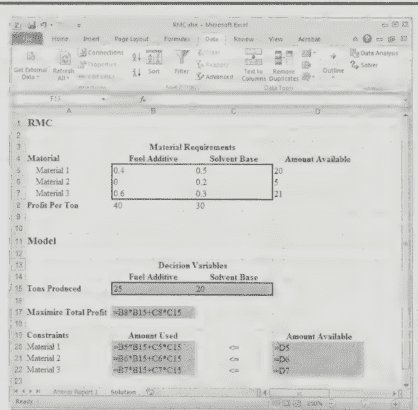 RMC.xlsx - Microsoft Excel
Home Insert Page Layout Formulas Data Review View Acrobat
Get External Data
Refresh All
Connections
Properties
Sort
Filter
Advanced
Text to Columns
Remove Duplicates
Outline
Data Analysis
Solver
Data Tools
fx
A B C D
1 RMC
2
3 Material Requirements
4 Material Fuel Additive Solvent Base Amount Available
5 Material 1 0.4 0.5 20
6 Material 2 0 0.2 5
7 Material 3 0.6 0.3 21
8 Profit Per Ton 40 30
9
10
11 Model
12
13 Decision Variables
14 Fuel Additive Solvent Base
15 Tons Produced 25 20
16
17 Maximize Total Profit =B8*B15+C8*C15
18
19 Constraints Amount Used Amount Available
20 Material 1 =B5*B15+C5*C15 <= =D5
21 Material 2 =B6*B15+C6*C15 <= =D6
22 Material 3 =B7*B15+C7*C15 <= =D7
23
Answer Report 1 Solution
Ready